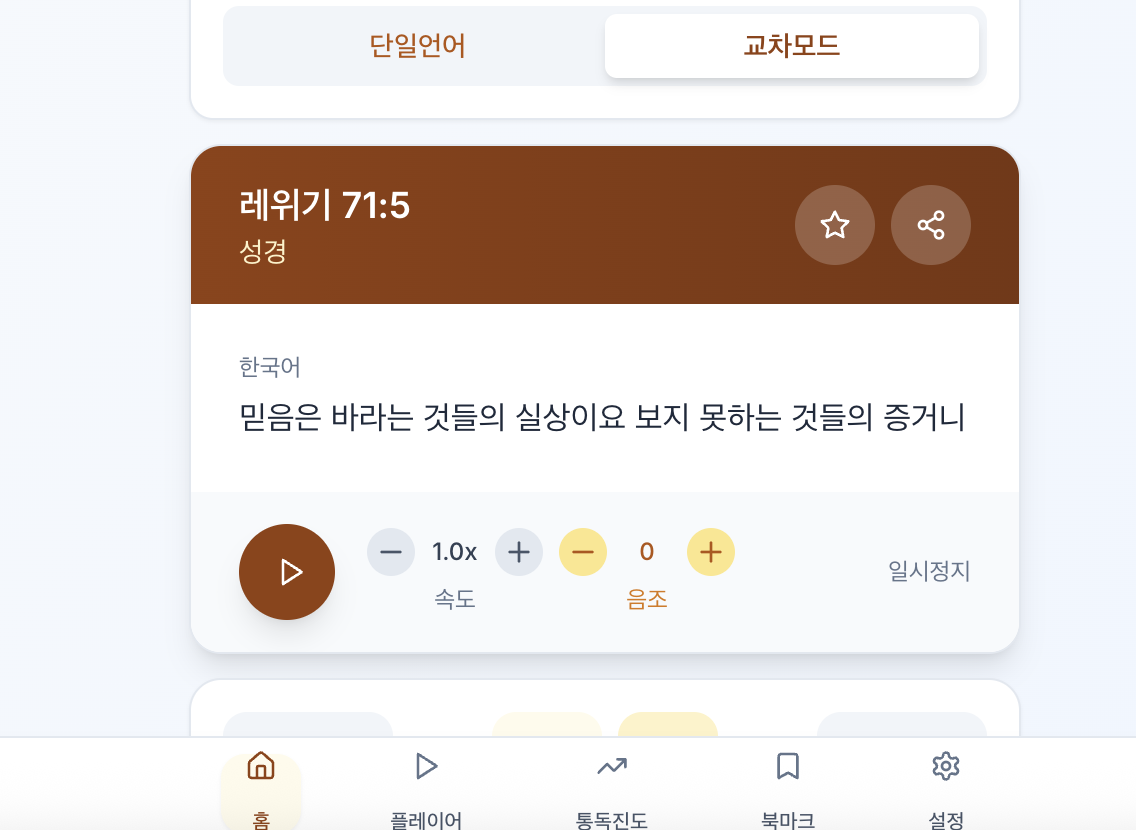 단일언어 교차모드
레위기 71:5
성경
한국어
믿음은 바라는 것들의 실상이요 보지 못하는 것들의 증거니
1.0x 0
속도 음조
일시정지
홈 플레이어 통독진도 북마크 설정